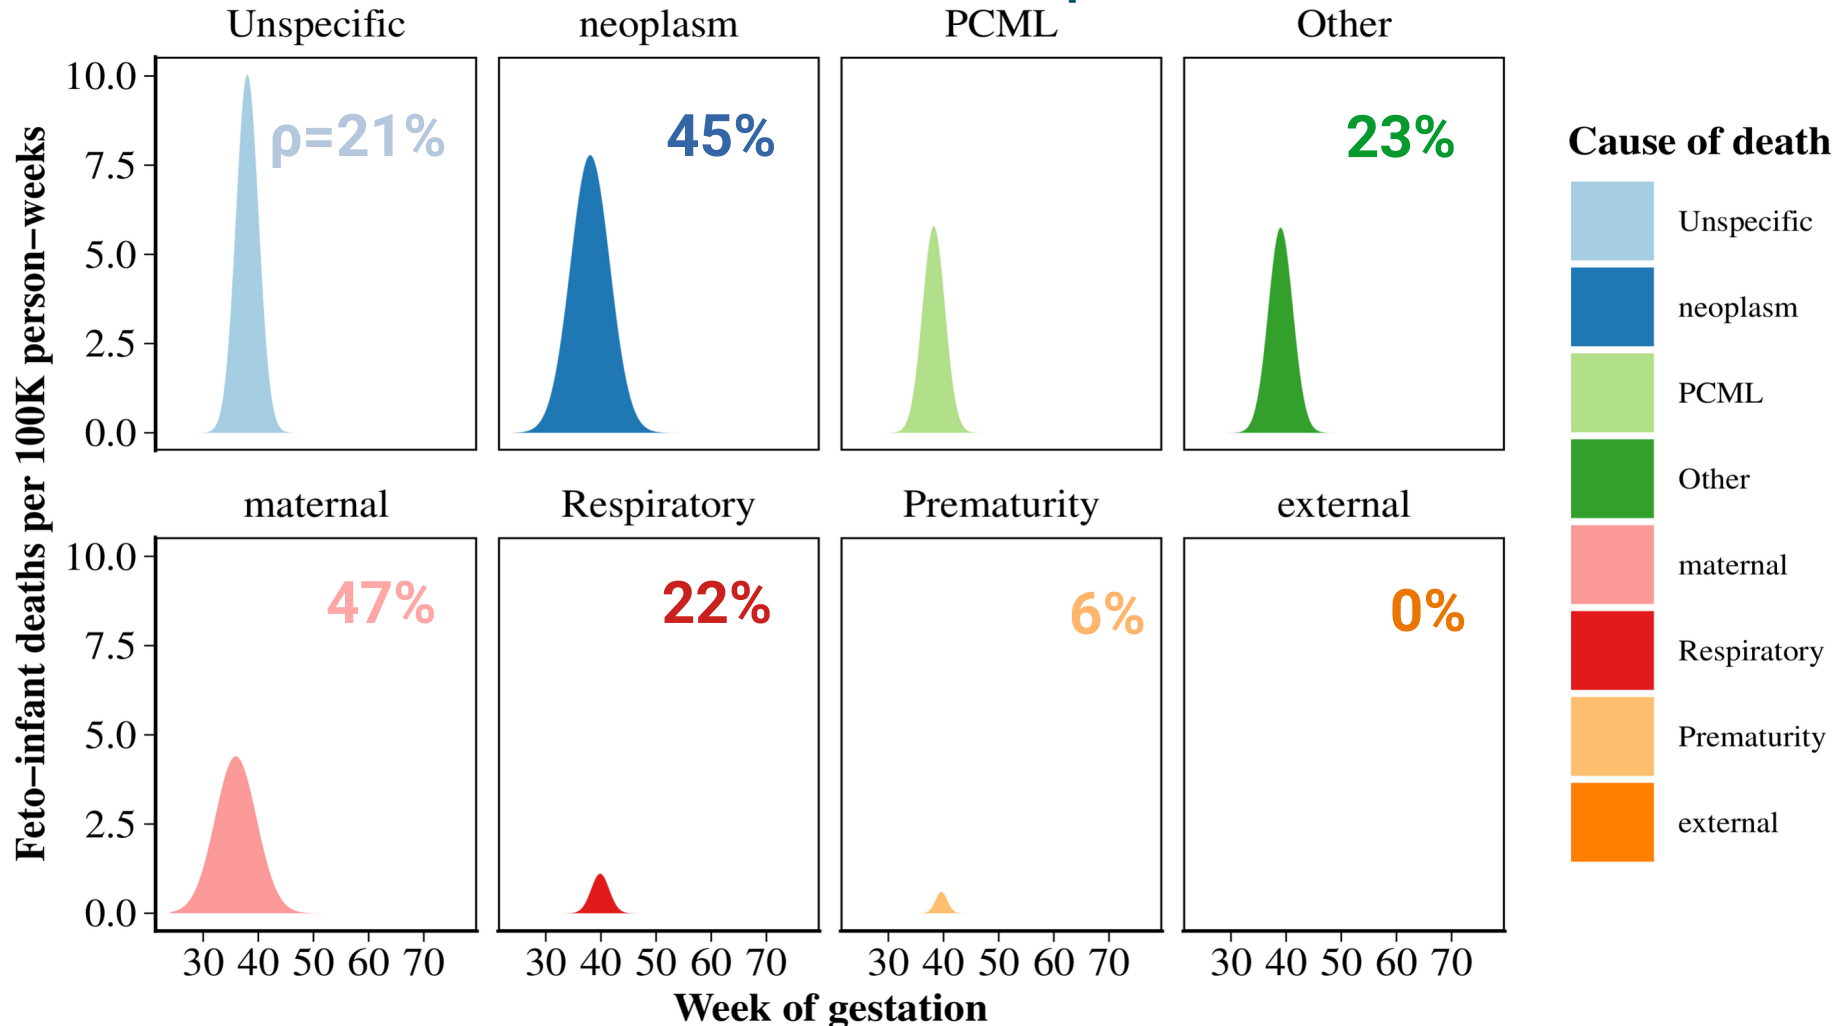 Unspecific neoplasm PCML Other
10.0
7.5
5.0
2.5
0.0
ρ=21% 45% 23%
maternal Respiratory Prematurity external
10.0
7.5
5.0
2.5
0.0
47% 22% 6% 0%
30 40 50 60 70 30 40 50 60 70 30 40 50 60 70 30 40 50 60 70
Week of gestation
Feto−infant deaths per 100K person−weeks
Cause of death
Unspecific
neoplasm
PCML
Other
maternal
Respiratory
Prematurity
external